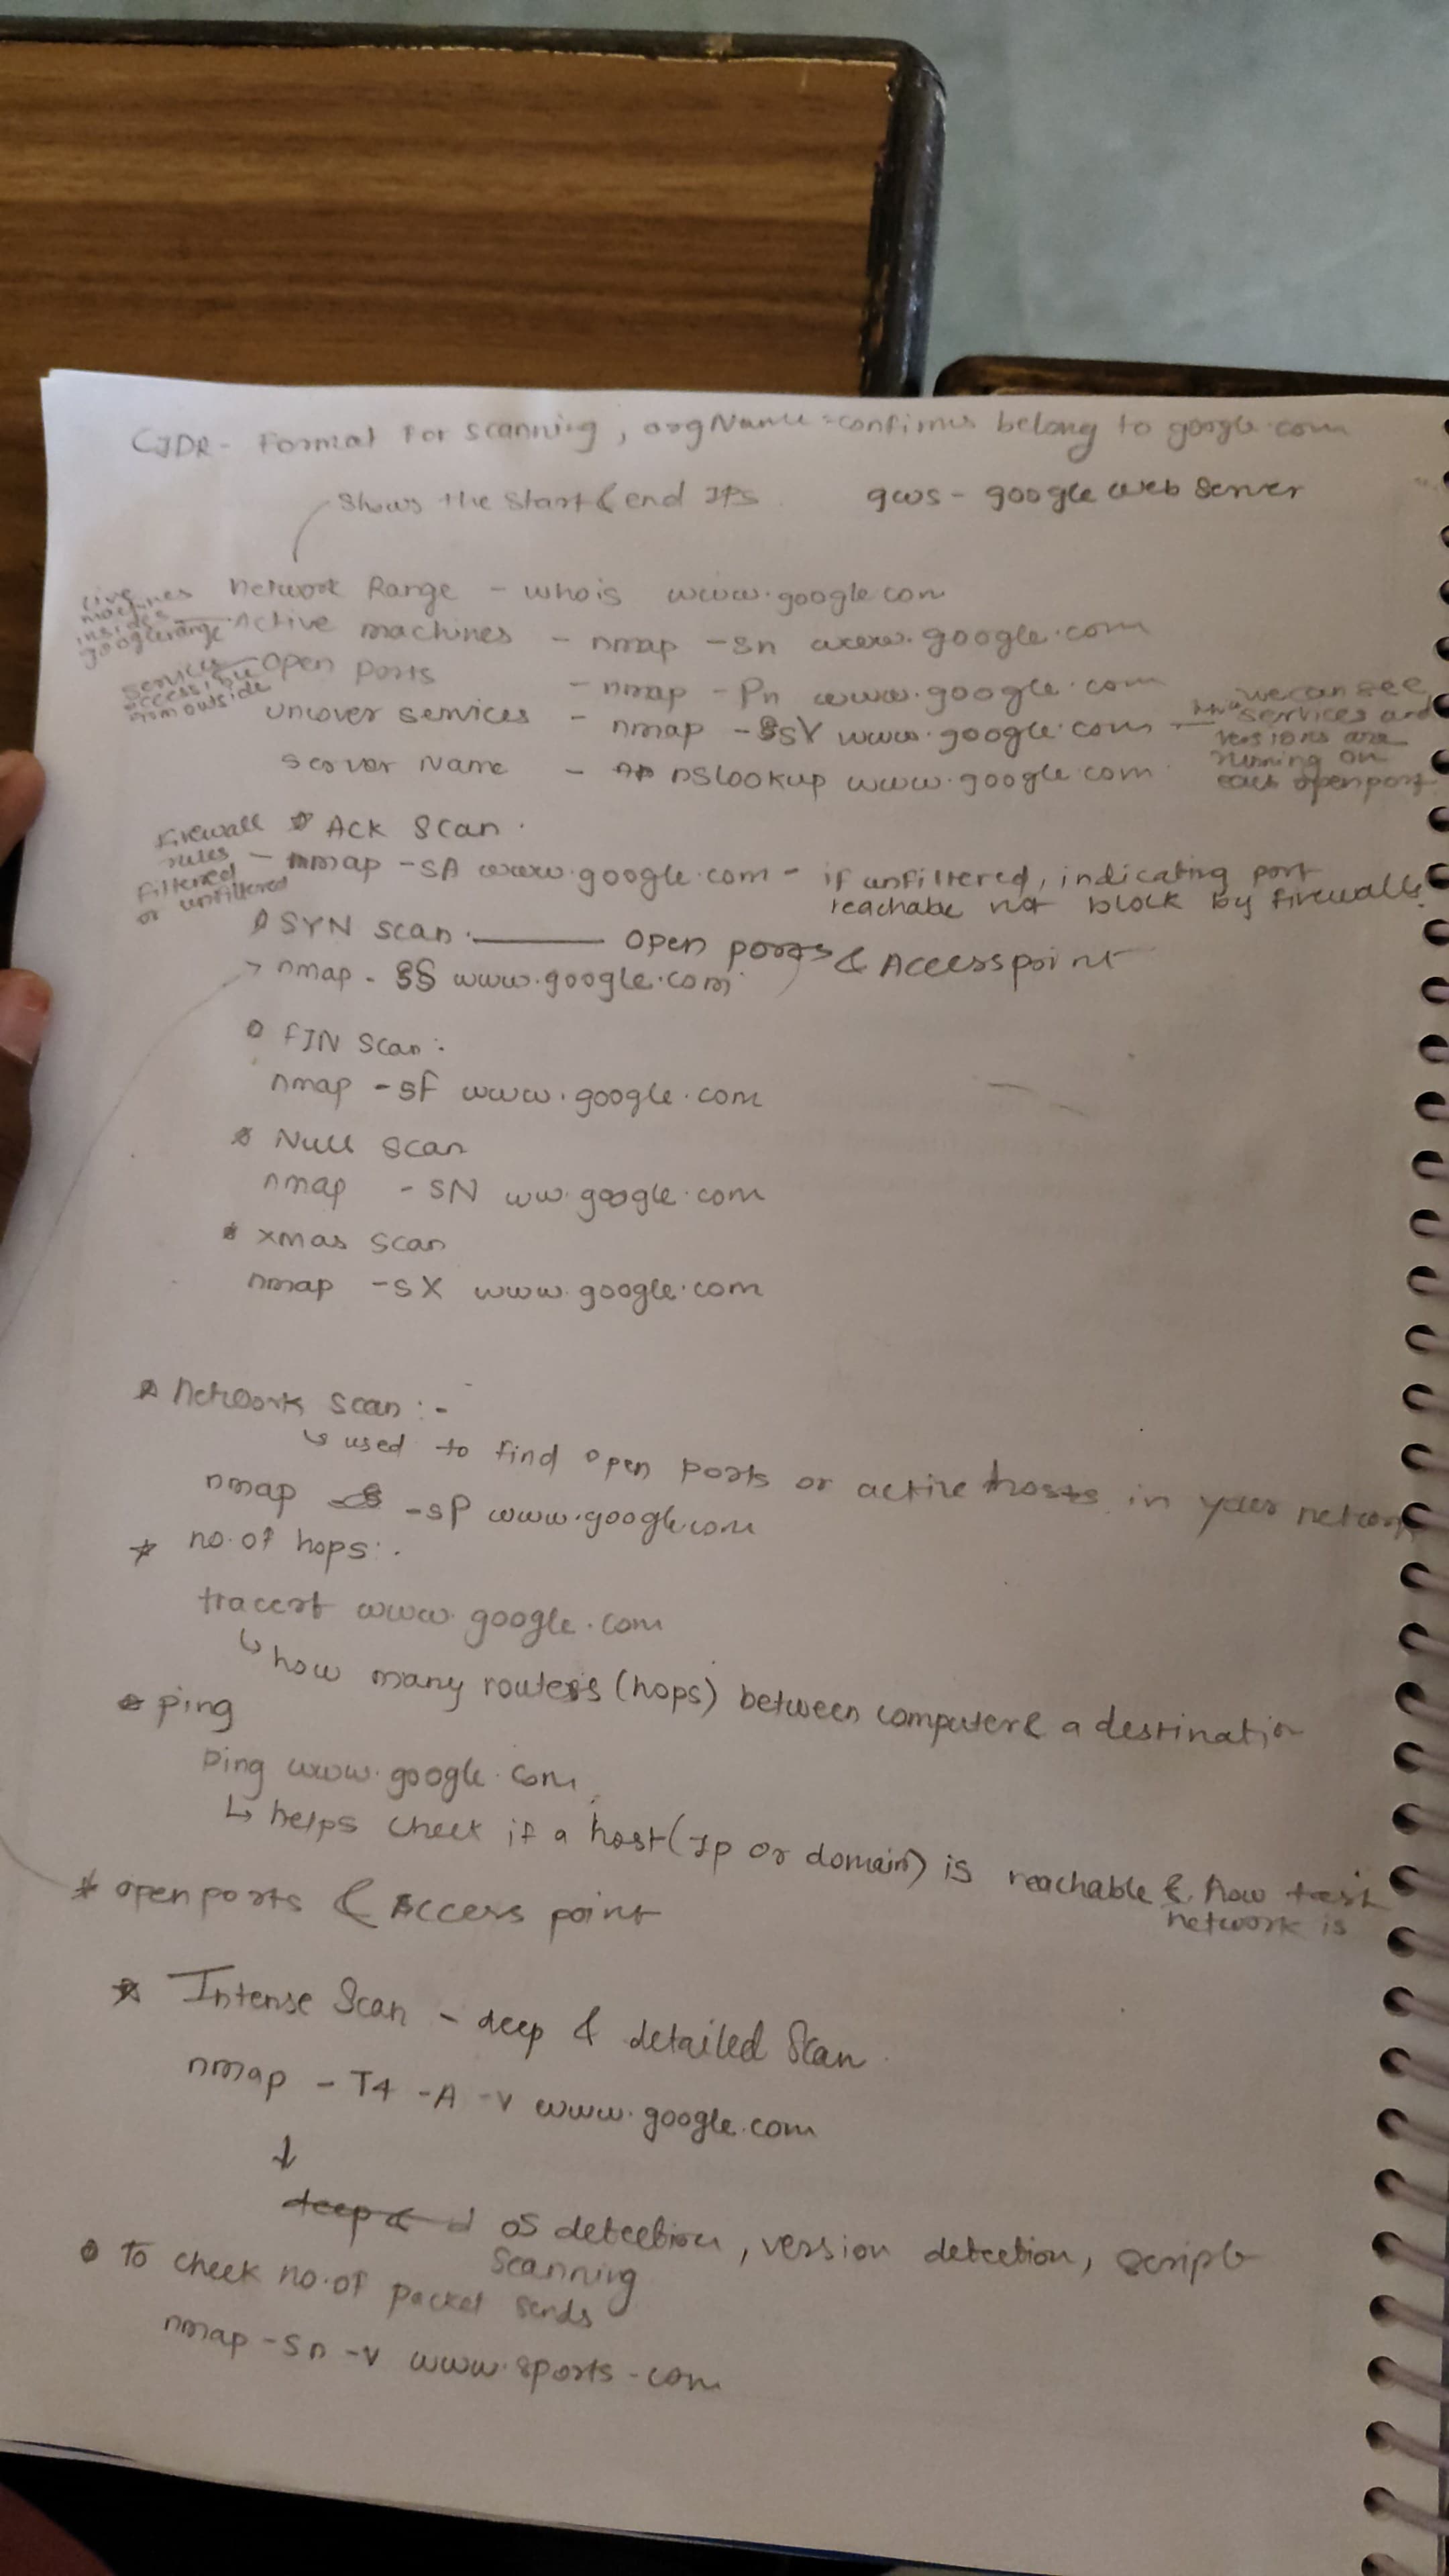 CIDR - Format for scanning, orgName = confirms belong to google.com
shows the start & end IPs
gws - google web server
Live machines inside google range
Network Range - whois www.google.com
Active machines - nmap -sn www.google.com
services accessible from outside
open ports - nmap -Pn www.google.com
uncover services - nmap -sV www.google.com
we can see services and versions are running on each open port
server Name - nslookup www.google.com
Ack scan.
Firewall rules filtered or unfiltered
nmap -sA www.google.com - if unfiltered, indicating port
reachabe not block by firewalls.
SYN scan. open ports & Accesspoint
nmap - sS www.google.com
FIN scan:
nmap -sF www.google.com
Null scan
nmap -sN ww.google.com
xmas scan
nmap -sX www.google.com
Network scan :-
used to find open ports or active hosts in your network
nmap -sP www.google.com
no.of hops:.
tracert www.google.com
how many routers (hops) between computer & a destination
ping
ping www.google.com
helps check if a host (Ip or domain) is reachable & how fast
network is
open ports & Access point
Intense Scan - deep & detailed Scan
nmap - T4 -A -v www.google.com
deep & d OS detection, version detection, script
scanning
To check no.of packet sends
nmap -sn -v www.sports-com